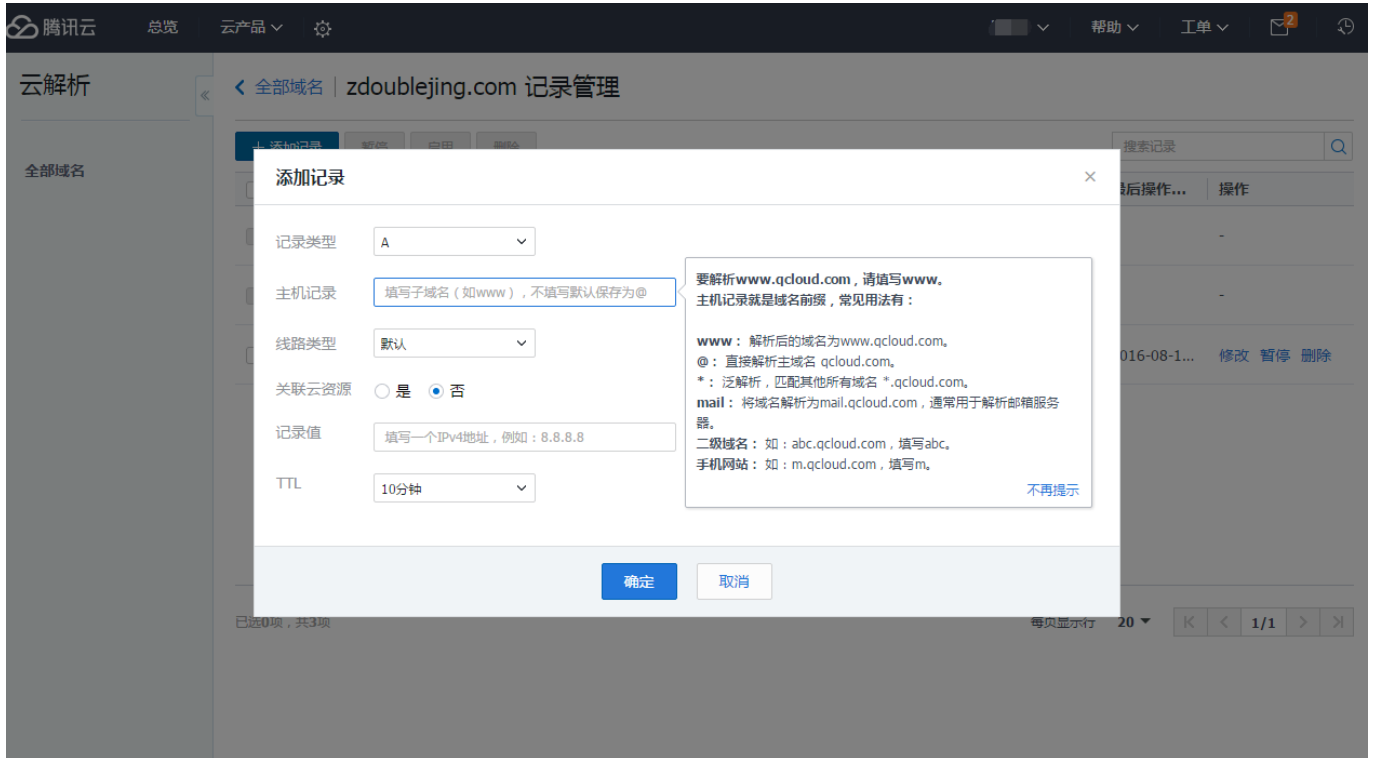 腾讯云 总览 云产品 帮助 工单 2
云解析
全部域名 zdoublejing.com 记录管理
添加记录 暂停 启用 删除 搜索记录
全部域名
后操作... 操作
-
-
016-08-1... 修改 暂停 删除
添加记录
记录类型 A
主机记录 填写子域名(如www),不填写默认保存为@
线路类型 默认
关联云资源 是 否
记录值 填写一个IPv4地址,例如:8.8.8.8
TTL 10分钟
要解析www.qcloud.com,请填写www。
主机记录就是域名前缀,常见用法有:
www: 解析后的域名为www.qcloud.com。
@: 直接解析主域名 qcloud.com。
*: 泛解析,匹配其他所有域名 *.qcloud.com。
mail: 将域名解析为mail.qcloud.com,通常用于解析邮箱服务
器。
二级域名: 如:abc.qcloud.com,填写abc。
手机网站: 如:m.qcloud.com,填写m。
不再提示
确定 取消
已选0项,共3项 每页显示行 20 1/1